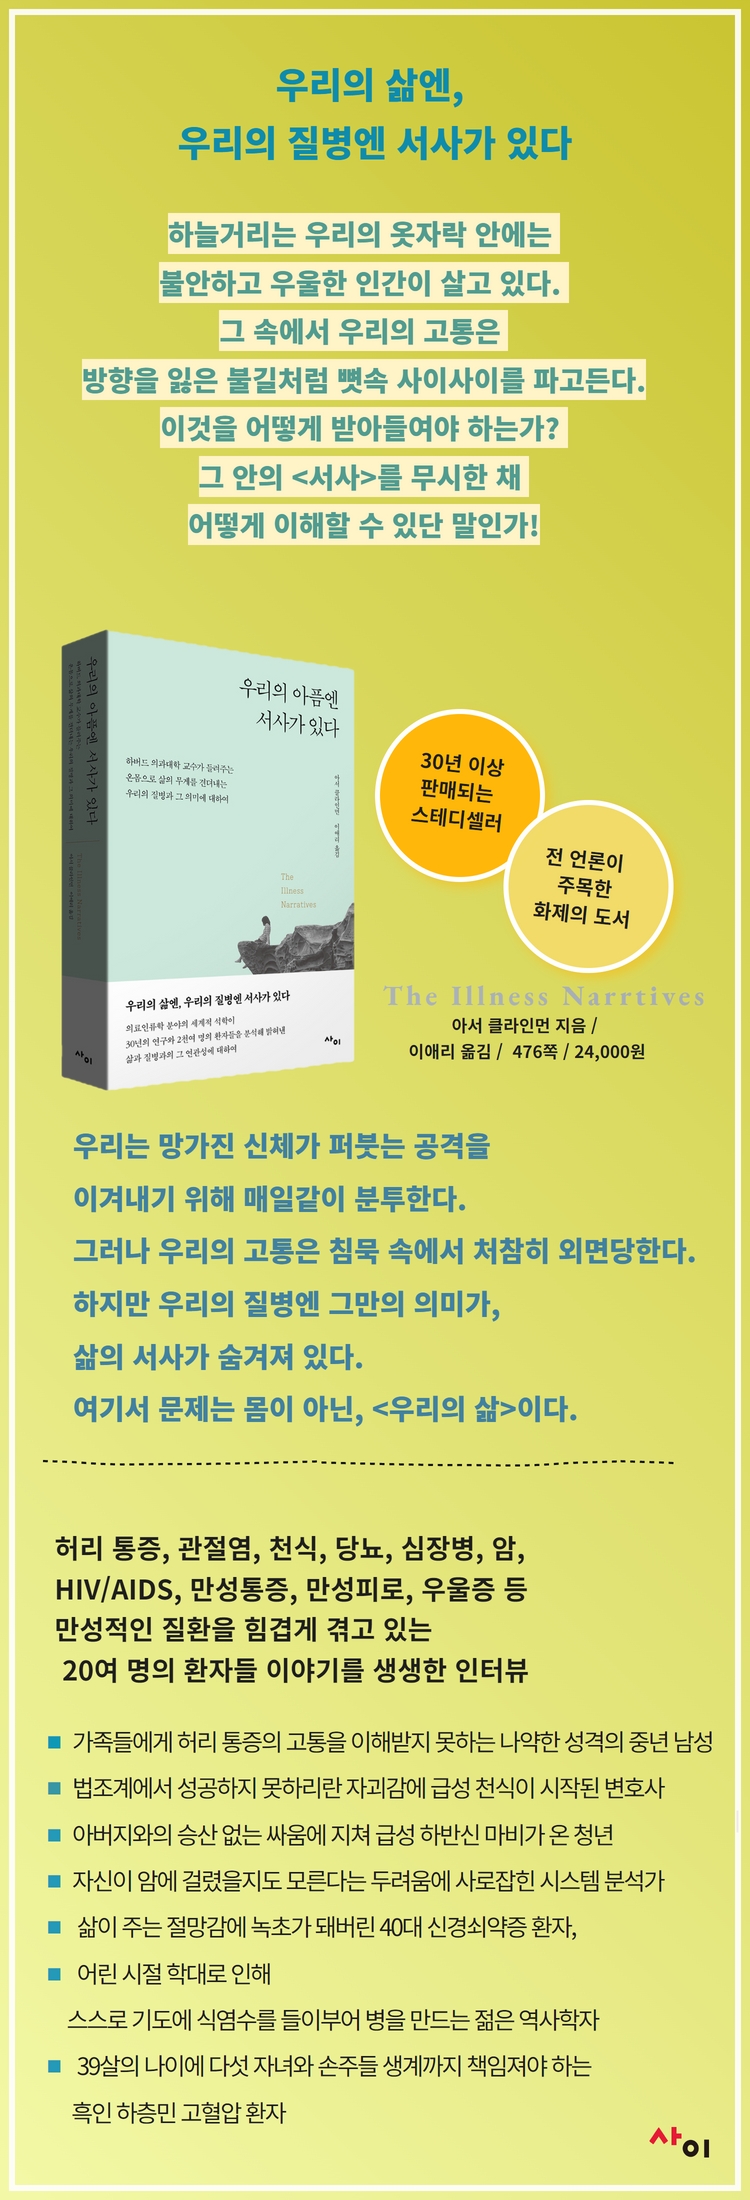 우리의 삶엔,
우리의 질병엔 서사가 있다
하늘거리는 우리의 옷자락 안에는
불안하고 우울한 인간이 살고 있다.
그 속에서 우리의 고통은
방향을 잃은 불길처럼 뼛속 사이사이를 파고든다.
이것을 어떻게 받아들여야 하는가?
그 안의 <서사>를 무시한 채
어떻게 이해할 수 있단 말인가!
우리의 아픔엔 서사가 있다
우리의 아픔엔
서사가 있다
하버드 의과대학 교수가 들려주는
온몸으로 삶의 무게를 견뎌내는
우리의 질병과 그 의미에 대하여
아서 클라인먼 이애리 옮김
The
Illness
Narratives
우리의 삶엔, 우리의 질병엔 서사가 있다
의료인류학 분야의 세계적 석학이
30년의 연구와 2천여 명의 환자들을 분석해 밝혀낸
삶과 질병과의 그 연관성에 대하여
사이
사이
30년 이상
판매되는
스테디셀러
전 언론이
주목한
화제의 도서
The Illness Narrtives
아서 클라인먼 지음 /
이애리 옮김 / 476쪽 / 24,000원
우리는 망가진 신체가 퍼붓는 공격을
이겨내기 위해 매일같이 분투한다.
그러나 우리의 고통은 침묵 속에서 처참히 외면당한다.
하지만 우리의 질병엔 그만의 의미가,
삶의 서사가 숨겨져 있다.
여기서 문제는 몸이 아닌, <우리의 삶>이다.
허리 통증, 관절염, 천식, 당뇨, 심장병, 암,
HIV/AIDS, 만성통증, 만성피로, 우울증 등
만성적인 질환을 힘겹게 겪고 있는
20여 명의 환자들 이야기를 생생한 인터뷰
■ 가족들에게 허리 통증의 고통을 이해받지 못하는 나약한 성격의 중년 남성
■ 법조계에서 성공하지 못하리란 자괴감에 급성 천식이 시작된 변호사
■ 아버지와의 승산 없는 싸움에 지쳐 급성 하반신 마비가 온 청년
■ 자신이 암에 걸렸을지도 모른다는 두려움에 사로잡힌 시스템 분석가
■ 삶이 주는 절망감에 녹초가 돼버린 40대 신경쇠약증 환자,
■ 어린 시절 학대로 인해
스스로 기도에 식염수를 들이부어 병을 만드는 젊은 역사학자
■ 39살의 나이에 다섯 자녀와 손주들 생계까지 책임져야 하는
흑인 하층민 고혈압 환자
사이